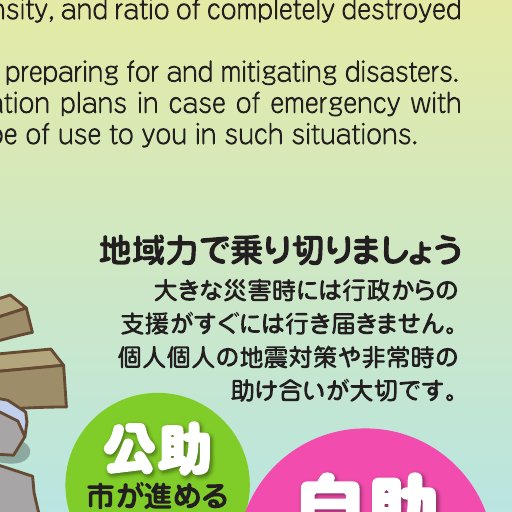 and ratio of completely destroyed
preparing for and mitigating disasters.
plans in case of emergency with
of use to you in such situations.
地域力で乗り切りましょう
大きな災害時には行政からの
支援がすぐには行き届きません。
個人個人の地震対策や非常時の
助け合いが大切です。
公助
市が進める
自助